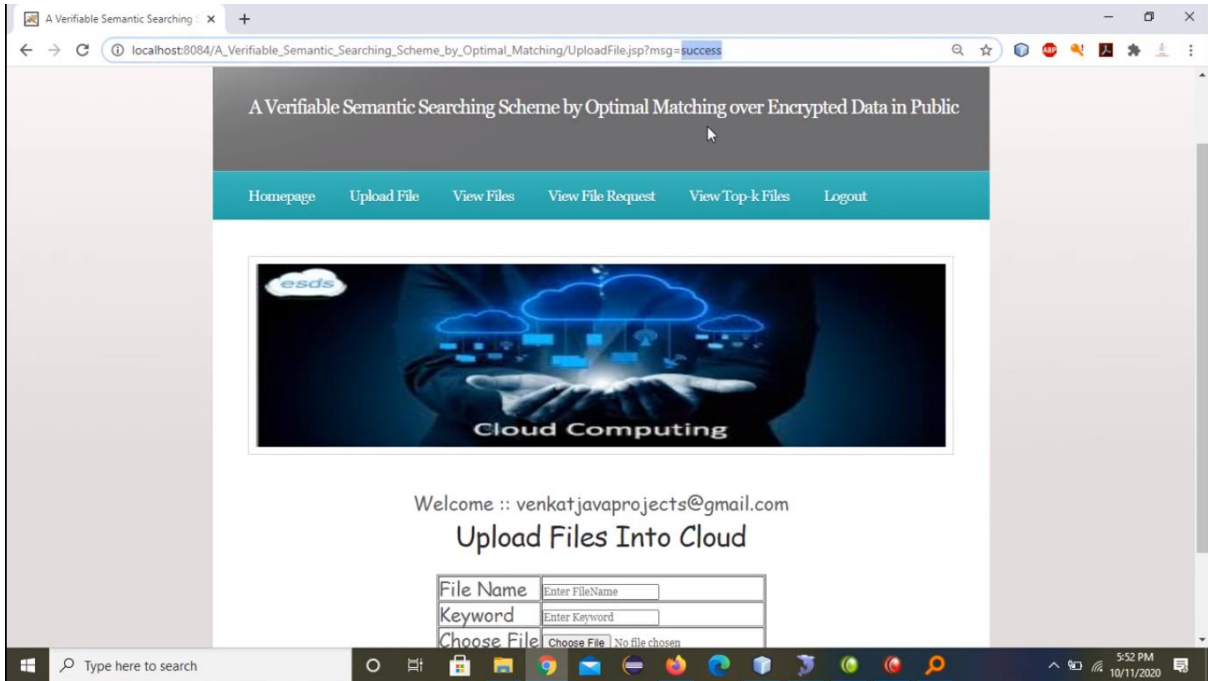 A Verifiable Semantic Searching S
localhost:8084/A_Verifiable_Semantic_Searching_Scheme_by_Optimal_Matching/UploadFile.jsp?msg=success
ABP
A Verifiable Semantic Searching Scheme by Optimal Matching over Encrypted Data in Public
Homepage Upload File View Files View File Request View Top-k Files Logout
esds
Cloud Computing
Welcome :: venkatjavaprojects@gmail.com
Upload Files Into Cloud
File Name Enter FileName
Keyword Enter Keyword
Choose File Choose File No file chosen
Type here to search
5:52 PM
10/11/2020